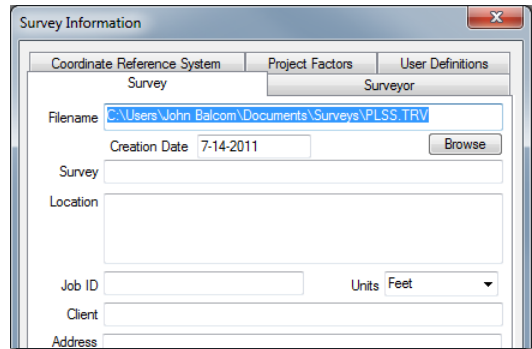 Survey Information
Coordinate Reference System Project Factors User Definitions
Survey Surveyor
Filename C:\Users\John Balcom\Documents\Surveys\PLSS.TRV
Creation Date 7-14-2011 Browse
Survey
Location
Job ID Units Feet
Client
Address